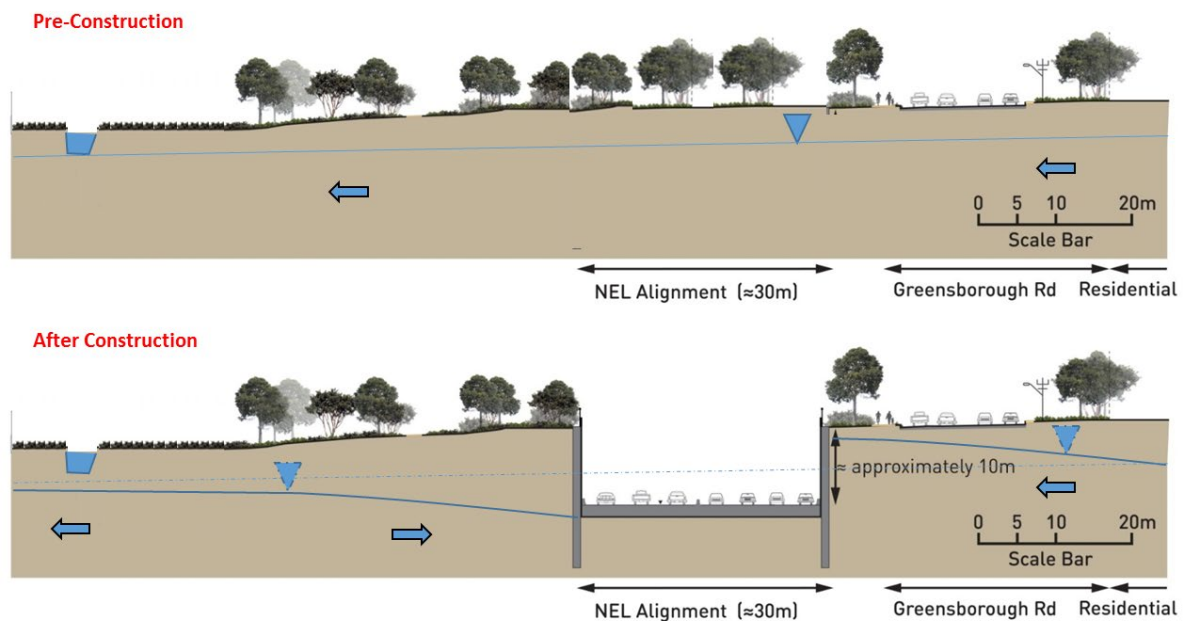 Pre-Construction
0 5 10 20m
Scale Bar
NEL Alignment (≈30m) Greensborough Rd Residential
After Construction
≈ approximately 10m
0 5 10 20m
Scale Bar
NEL Alignment (≈30m) Greensborough Rd Residential